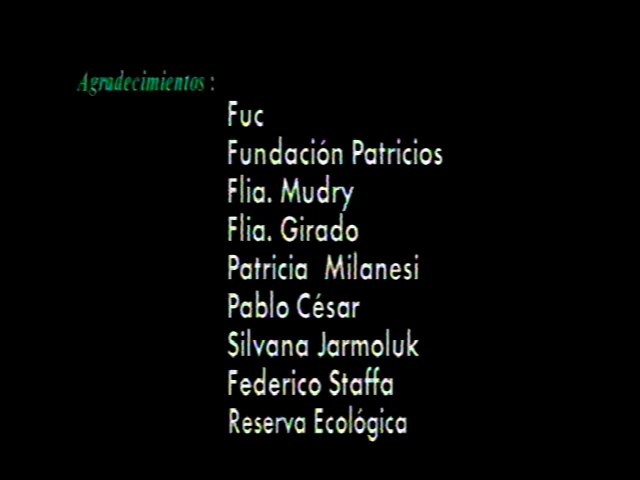 Agradecimientos :
Fuc
Fundación Patricios
Flia. Mudry
Flia. Girado
Patricia Milanesi
Pablo César
Silvana Jarmoluk
Federico Staffa
Reserva Ecológica